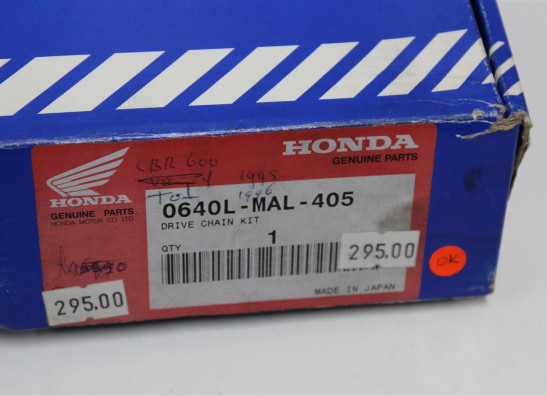 HONDA
GENUINE PARTS
HONDA
GENUINE PARTS
HONDA MOTOR CO., LTD.
CBR 600
1995
1996
0640L-MAL-405
DRIVE CHAIN KIT
QTY
1
295.00
295.00
OK
MADE IN JAPAN